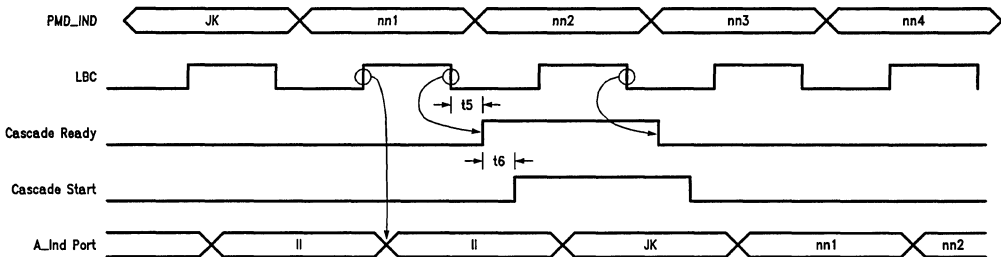 PMD_IND JK nn1 nn2 nn3 nn4
LBC
t5
Cascade Ready
t6
Cascade Start
A_Ind Port II II JK nn1 nn2